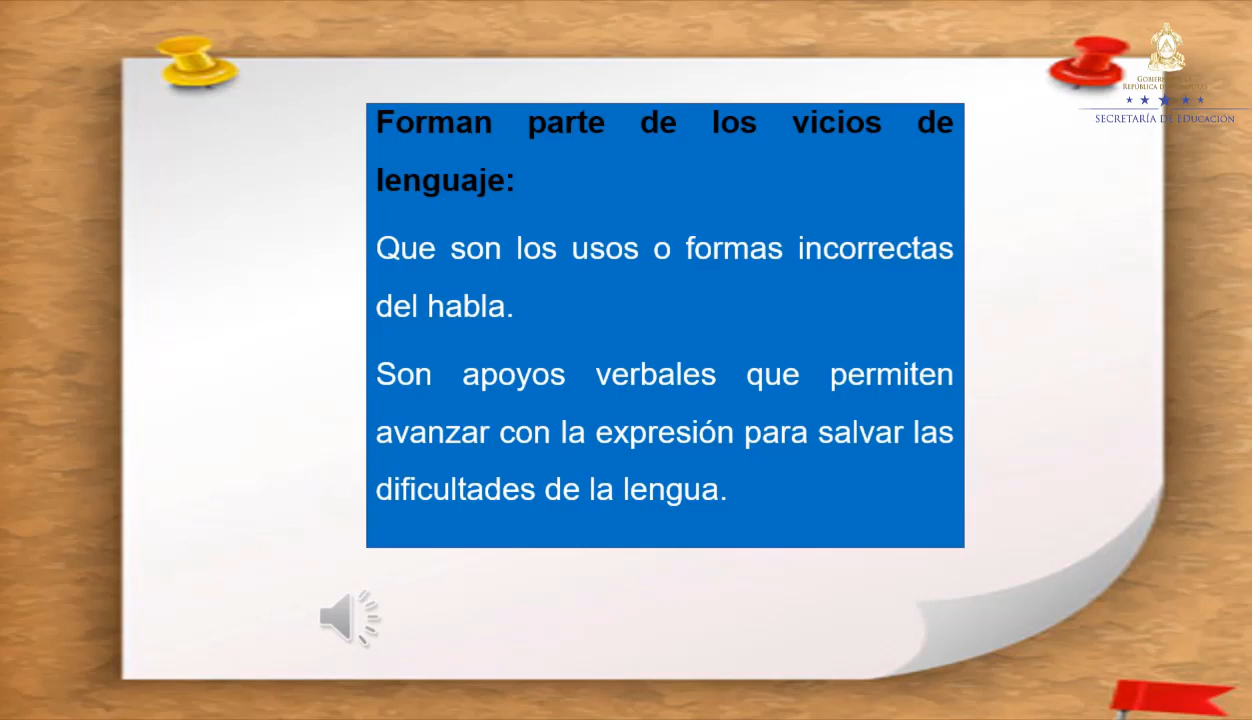 Forman parte de los vicios de
lenguaje:
Que son los usos o formas incorrectas
del habla.
Son apoyos verbales que permiten
avanzar con la expresión para salvar las
dificultades de la lengua.
SECRETARÍA DE EDUCACIÓN